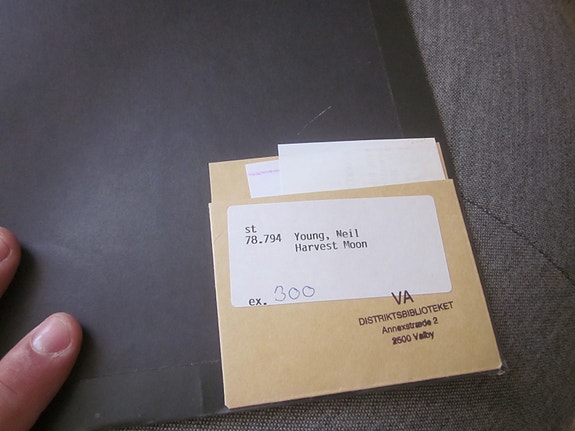 st
78.794 Young, Neil
Harvest Moon
ex. 300
VA
DISTRIKTSBIBLIOTEKET
Annexstræde 2
2500 Valby